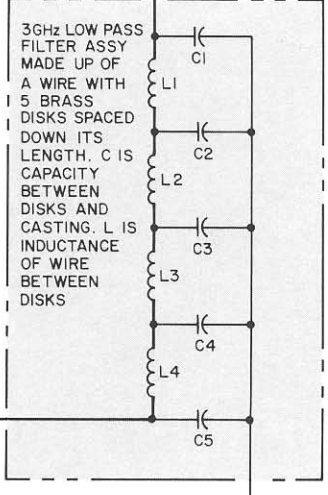 3GHz LOW PASS
FILTER ASSY
MADE UP OF
A WIRE WITH
5 BRASS
DISKS SPACED
DOWN ITS
LENGTH. C IS
CAPACITY
BETWEEN
DISKS AND
CASTING. L IS
INDUCTANCE
OF WIRE
BETWEEN
DISKS
C1
L1
C2
L2
C3
L3
C4
L4
C5